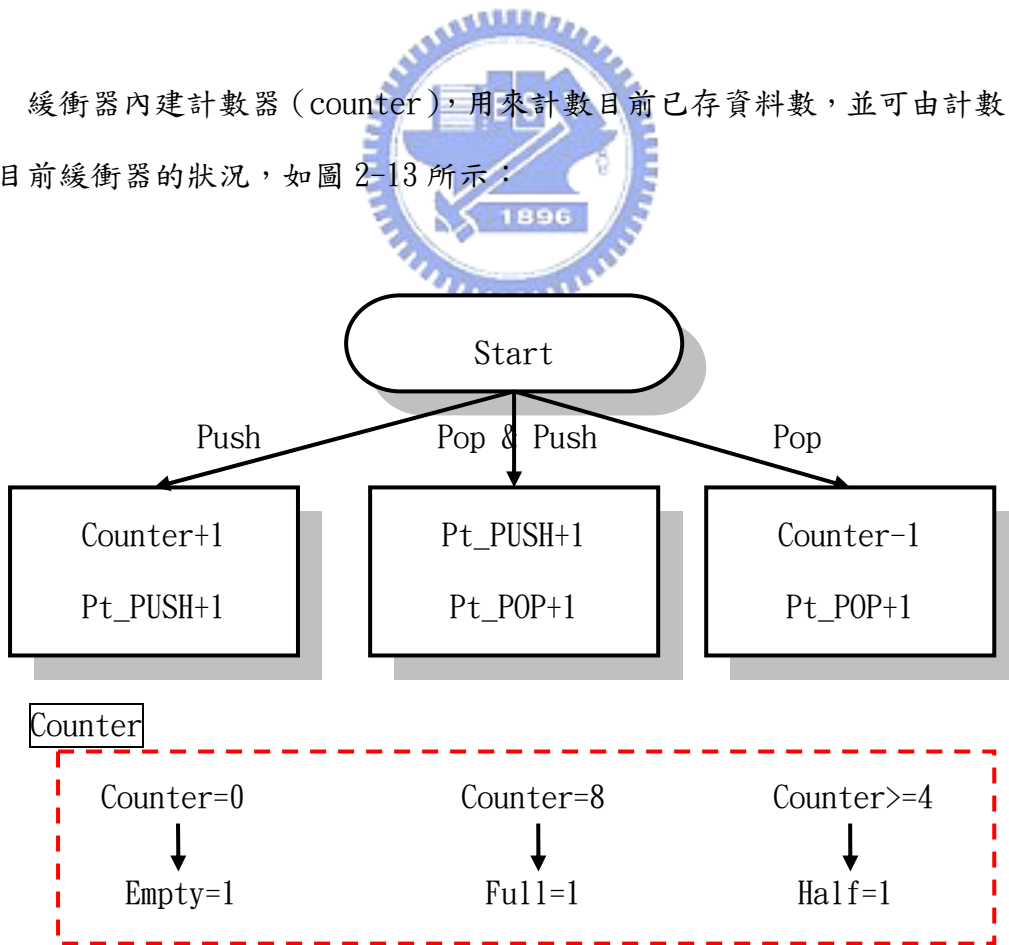 緩衝器內建計數器（counter），用來計數目前已存資料數，並可由計數
目前緩衝器的狀況，如圖 2-13 所示：
1896
Start
Push Pop & Push Pop
Counter+1 Pt_PUSH+1 Counter-1
Pt_PUSH+1 Pt_POP+1 Pt_POP+1
Counter
Counter=0 Counter=8 Counter>=4
Empty=1 Full=1 Half=1